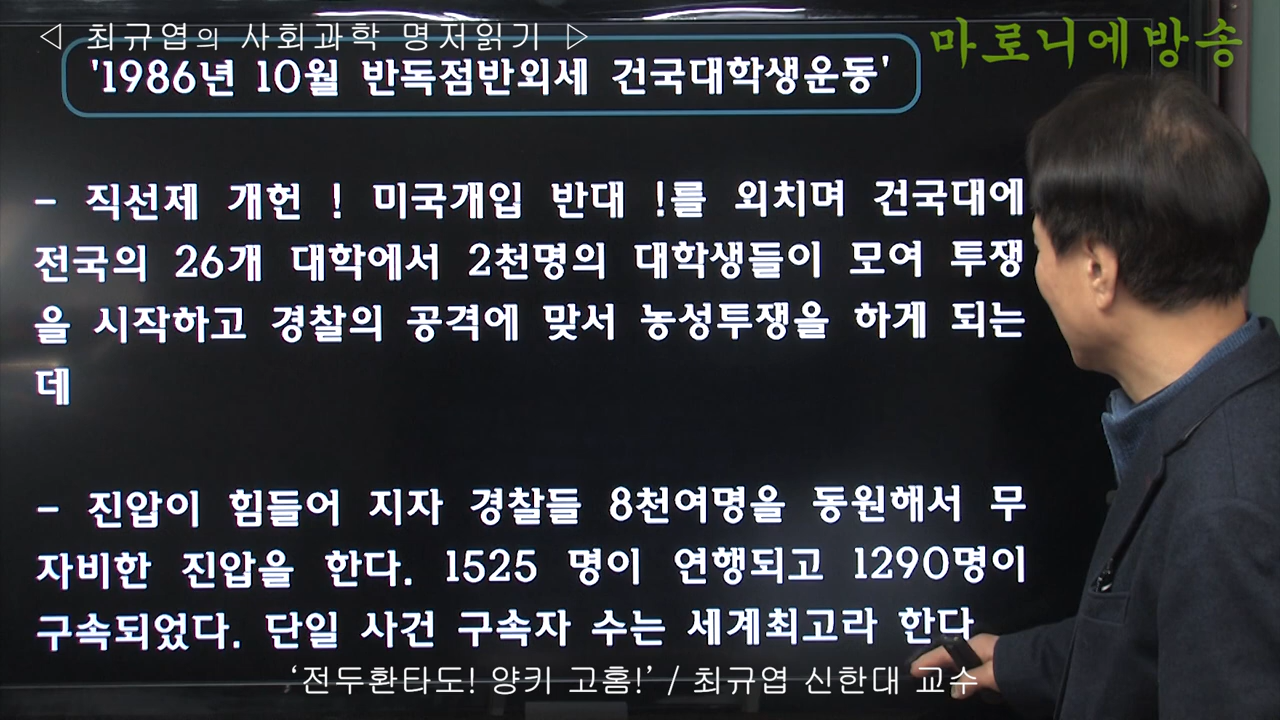 ◁ 최규엽의 사회과학 명저읽기 ▷
마로니에방송
'1986년 10월 반독점반외세 건국대학생운동'
- 직선제 개헌 ! 미국개입 반대 !를 외치며 건국대에
전국의 26개 대학에서 2천명의 대학생들이 모여 투쟁
을 시작하고 경찰의 공격에 맞서 농성투쟁을 하게 되는
데
- 진압이 힘들어 지자 경찰들 8천여명을 동원해서 무
자비한 진압을 한다. 1525 명이 연행되고 1290명이
구속되었다. 단일 사건 구속자 수는 세계최고라 한다
‘전두환타도! 양키 고홈!’ / 최규엽 신한대 교수